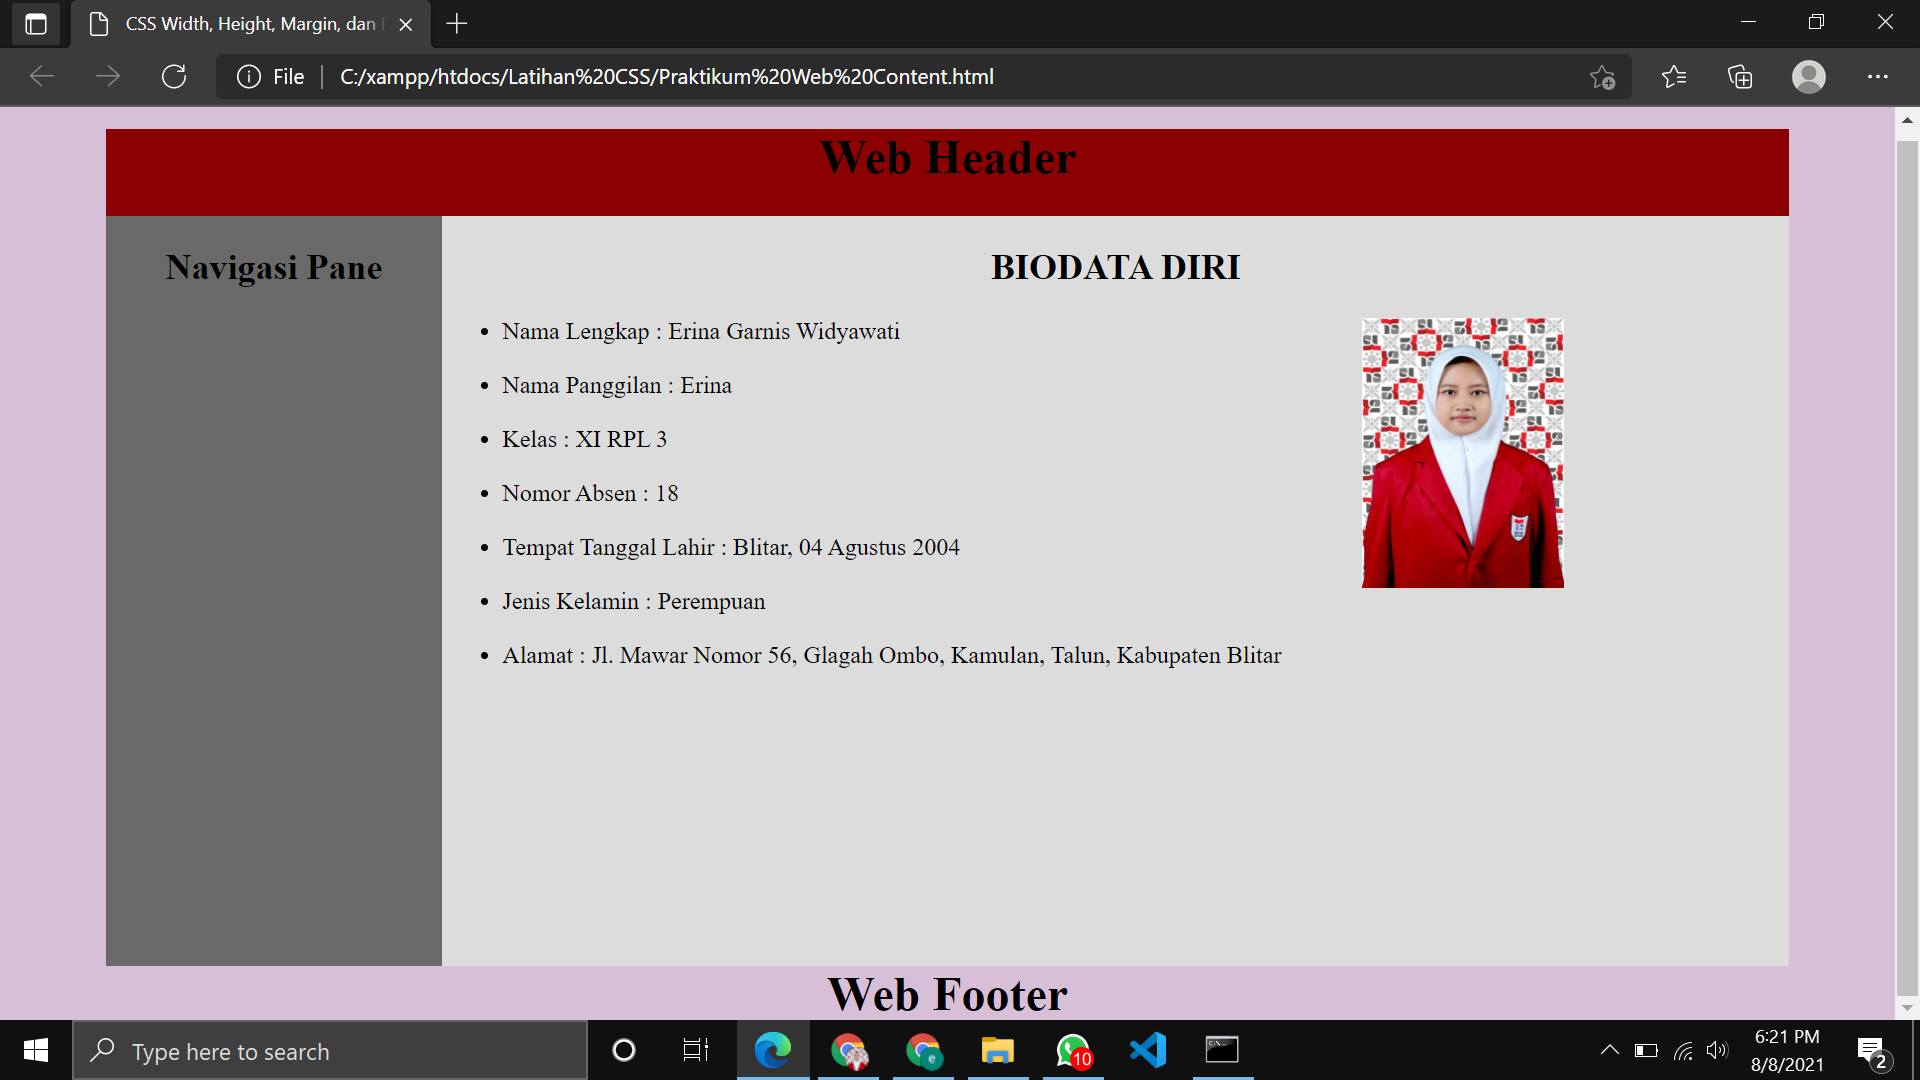 CSS Width, Height, Margin, dan
File
C:/xampp/htdocs/Latihan%20CSS/Praktikum%20Web%20Content.html
Web Header
Navigasi Pane
BIODATA DIRI
Nama Lengkap : Erina Garnis Widyawati
Nama Panggilan : Erina
Kelas : XI RPL 3
Nomor Absen : 18
Tempat Tanggal Lahir : Blitar, 04 Agustus 2004
Jenis Kelamin : Perempuan
Alamat : Jl. Mawar Nomor 56, Glagah Ombo, Kamulan, Talun, Kabupaten Blitar
Web Footer
Type here to search
10
6:21 PM
8/8/2021
2